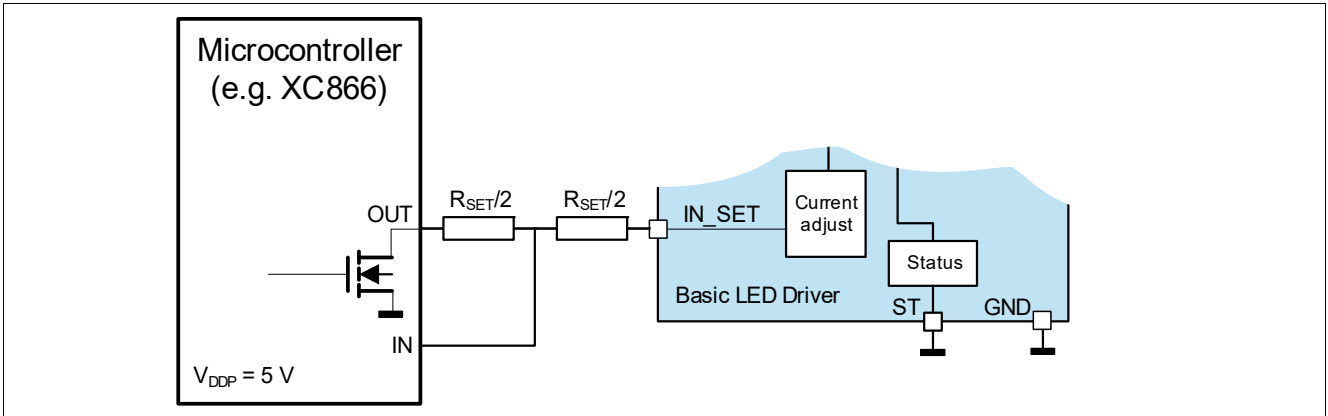 Microcontroller
(e.g. XC866)
OUT
RSET/2
RSET/2
IN_SET
Current
adjust
Status
Basic LED Driver
ST
GND
IN
VDDP = 5 V